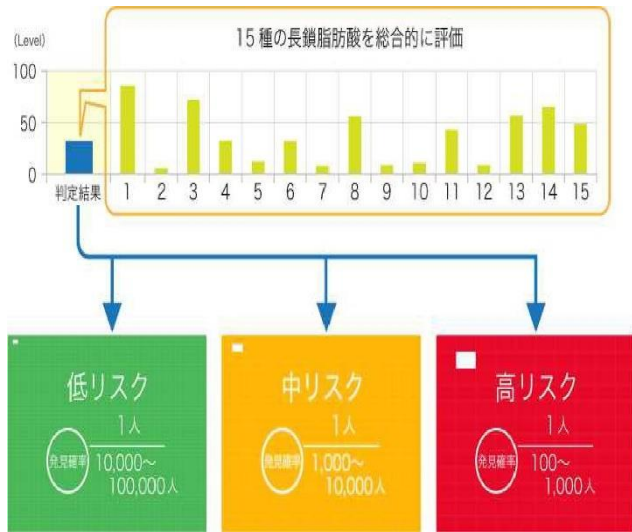 (Level)
15種の長鎖脂肪酸を総合的に評価
100
50
0
判定結果 1 2 3 4 5 6 7 8 9 10 11 12 13 14 15
低リスク
発見確率
1人
10,000〜
100,000人
中リスク
発見確率
1人
1,000〜
10,000人
高リスク
発見確率
1人
100〜
1,000人